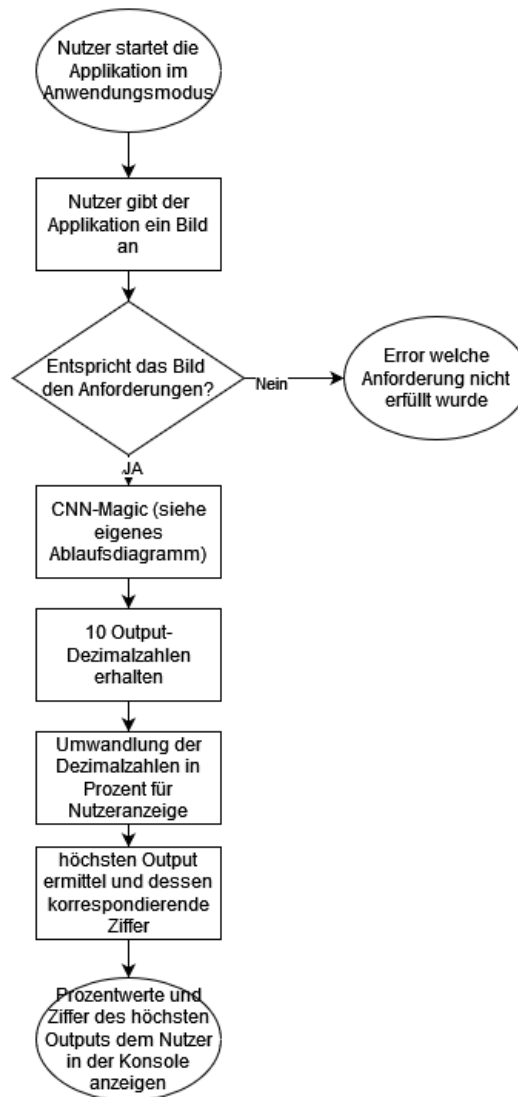 Nutzer startet die
Applikation im
Anwendungsmodus
Nutzer gibt der
Applikation ein Bild
an
Entspricht das Bild
den Anforderungen?
Nein
Error welche
Anforderung nicht
erfüllt wurde
JA
CNN-Magic (siehe
eigenes
Ablaufsdiagramm)
10 Output-
Dezimalzahlen
erhalten
Umwandlung der
Dezimalzahlen in
Prozent für
Nutzeranzeige
höchsten Output
ermittel und dessen
korrespondierende
Ziffer
Prozentwerte und
Ziffer des höchsten
Outputs dem Nutzer
in der Konsole
anzeigen